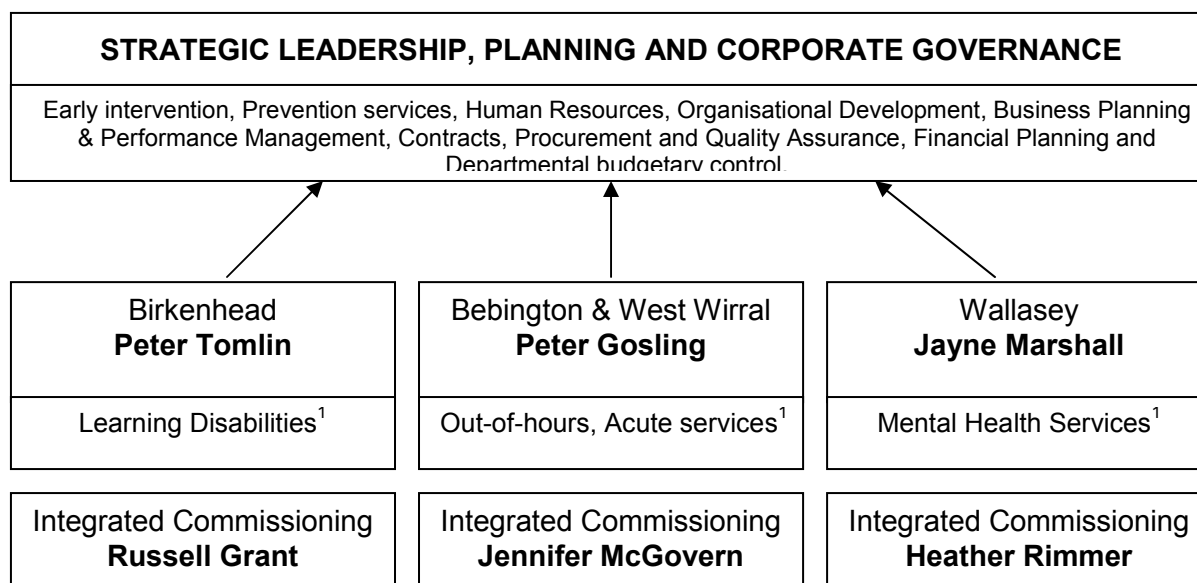 STRATEGIC LEADERSHIP, PLANNING AND CORPORATE GOVERNANCE
Early intervention, Prevention services, Human Resources, Organisational Development, Business Planning
& Performance Management, Contracts, Procurement and Quality Assurance, Financial Planning and
Departmental budgetary control.
Birkenhead
Peter Tomlin
Learning Disabilities¹
Bebington & West Wirral
Peter Gosling
Out-of-hours, Acute services¹
Wallasey
Jayne Marshall
Mental Health Services¹
Integrated Commissioning
Russell Grant
Integrated Commissioning
Jennifer McGovern
Integrated Commissioning
Heather Rimmer